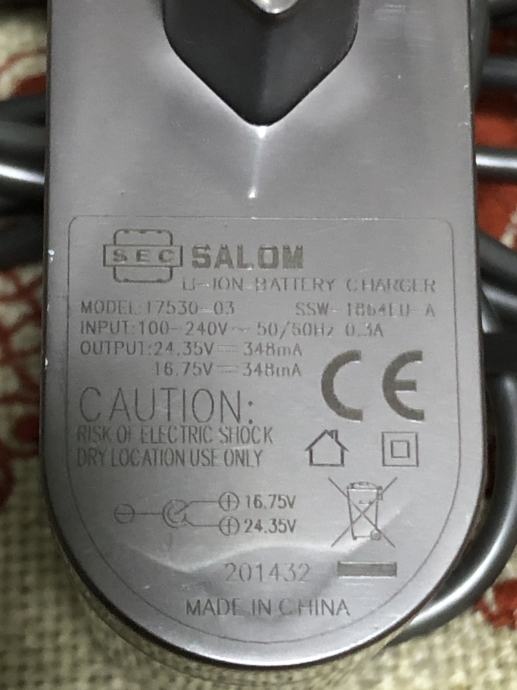 SEC SALOM
LI-ION BATTERY CHARGER
MODEL:17530-03 SSW-1864EU-A
INPUT:100-240V~50/60Hz 0.3A
OUTPUT:24.35V⎓348mA
16.75V⎓348mA
CE
CAUTION:
RISK OF ELECTRIC SHOCK
DRY LOCATION USE ONLY
16.75V
24.35V
201432
MADE IN CHINA